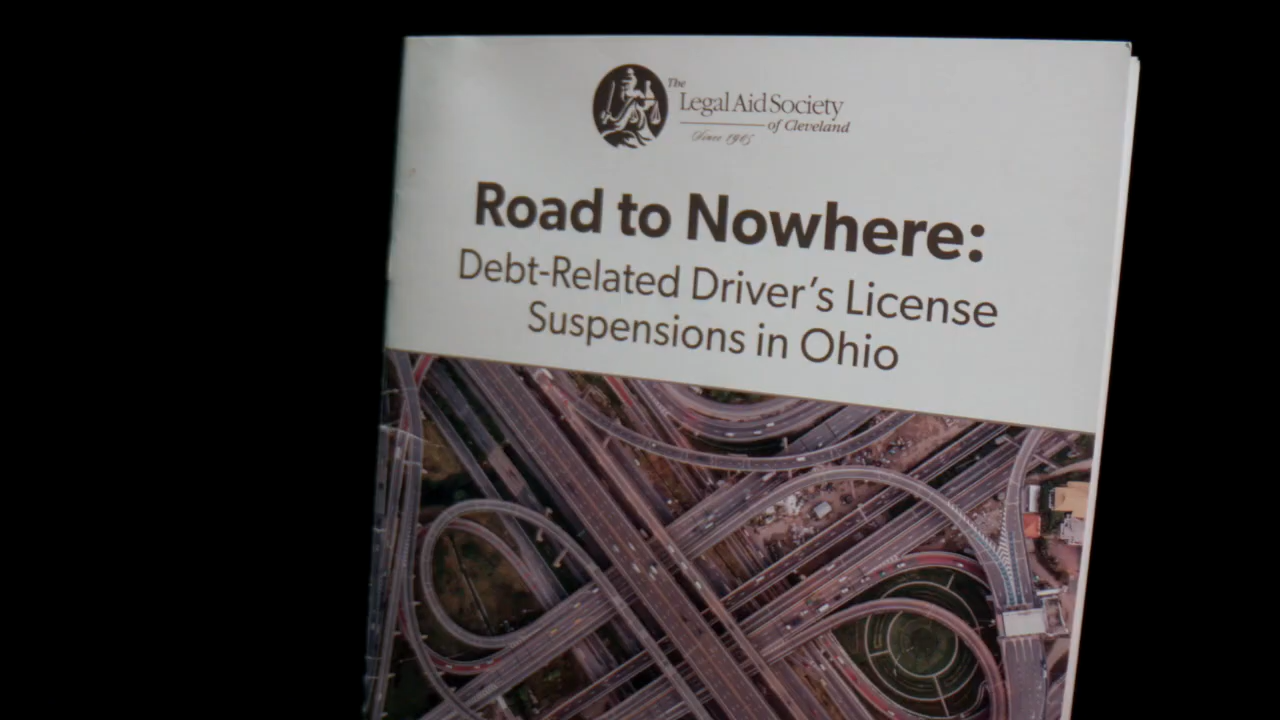 The
Legal Aid Society
of Cleveland
Since 1905
Road to Nowhere:
Debt-Related Driver's License
Suspensions in Ohio